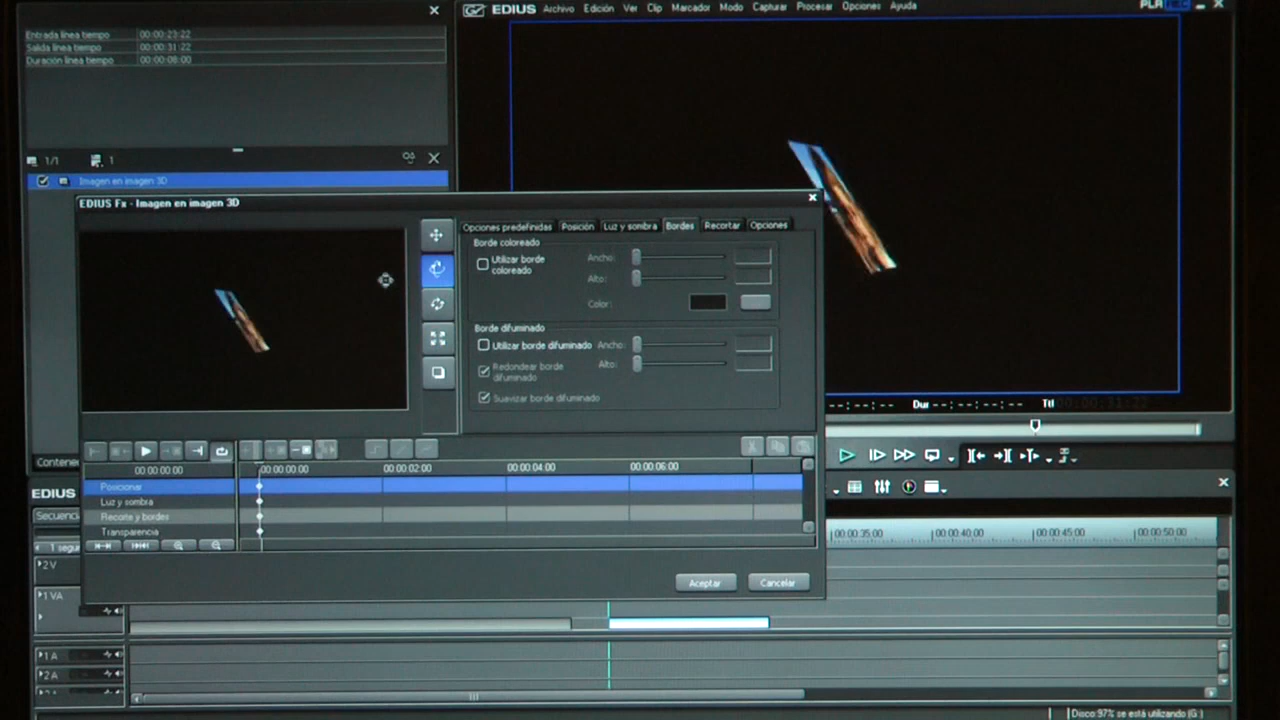 EDIUS Archivo Edición Ver Clip Marcador Modo Capturar Procesar Opciones Ayuda
Entrada línea tiempo 00:00:23:22
Salida línea tiempo 00:00:31:22
Duración línea tiempo 00:00:08:00
1/1 1
Imagen en imagen 3D
EDIUS Fx - Imagen en imagen 3D
Opciones predefinidas Posición Luz y sombra Bordes Recortar Opciones
Borde coloreado
Utilizar borde coloreado
Ancho:
Alto:
Color:
Borde difuminado
Utilizar borde difuminado
Ancho:
Redondear borde difuminado
Alto:
Suavizar borde difuminado
--:--:-- Dur --:--:--:-- Ttl 00:00:31:22
00:00:00:00 00:00:00:00 00:00:02:00 00:00:04:00 00:00:06:00
Posicionar
Luz y sombra
Recorte y bordes
Transparencia
Aceptar Cancelar
EDIUS
00:00:35:00 00:00:40:00 00:00:45:00 00:00:50:00
2 V
1 VA
1 A
2 A
Disco:97% se está utilizando (G:)